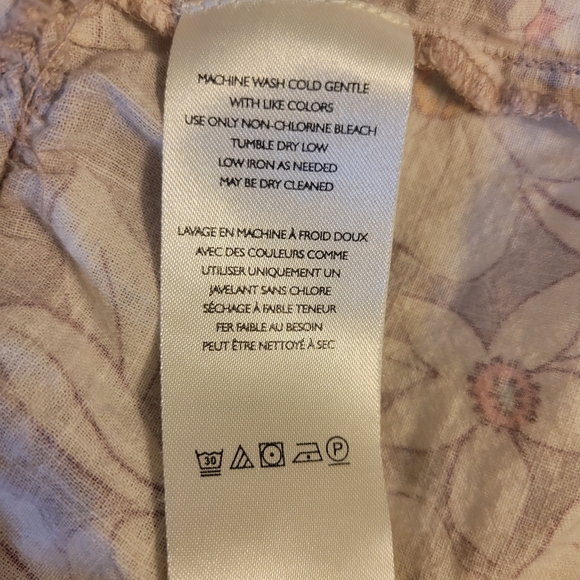 MACHINE WASH COLD GENTLE
WITH LIKE COLORS
USE ONLY NON-CHLORINE BLEACH
TUMBLE DRY LOW
LOW IRON AS NEEDED
MAY BE DRY CLEANED
LAVAGE EN MACHINE À FROID DOUX
AVEC DES COULEURS COMME
UTILISER UNIQUEMENT UN
JAVELANT SANS CHLORE
SÉCHAGE À FAIBLE TENEUR
FER FAIBLE AU BESOIN
PEUT ÊTRE NETTOYÉ À SEC
30 P